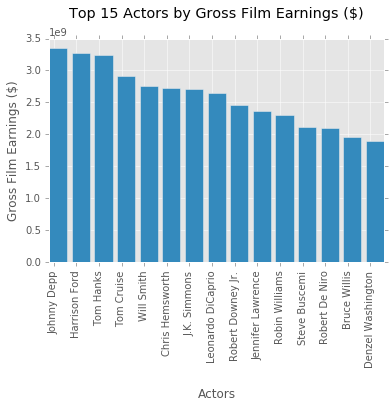 Top 15 Actors by Gross Film Earnings ($)
1e9
3.5
3.0
2.5
2.0
1.5
1.0
0.5
0.0
Gross Film Earnings ($)
Johnny Depp
Harrison Ford
Tom Hanks
Tom Cruise
Will Smith
Chris Hemsworth
J.K. Simmons
Leonardo DiCaprio
Robert Downey Jr.
Jennifer Lawrence
Robin Williams
Steve Buscemi
Robert De Niro
Bruce Willis
Denzel Washington
Actors